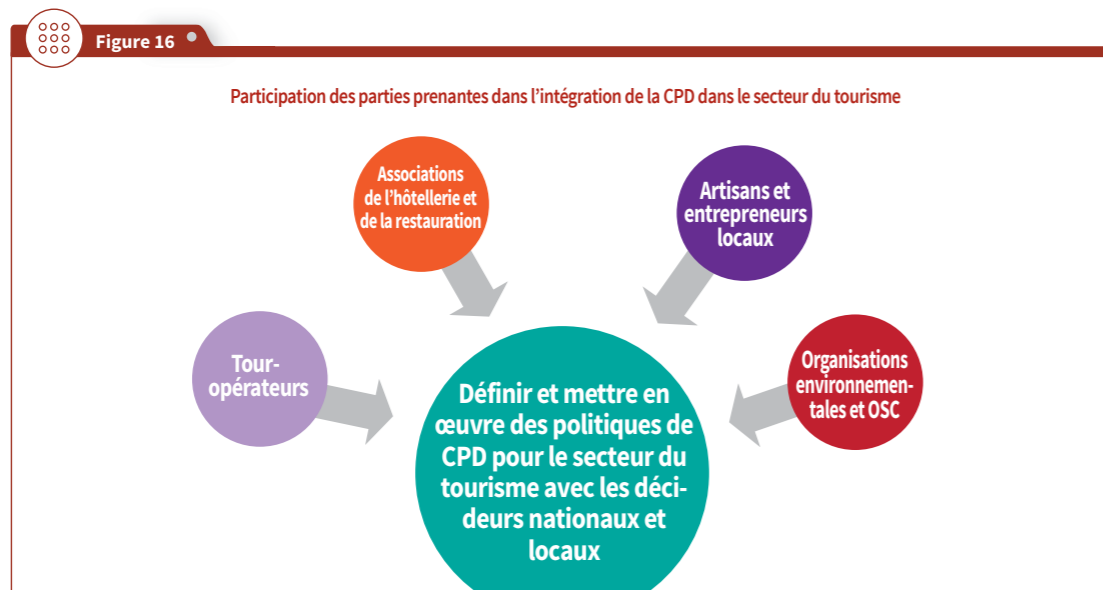 Figure 16
Participation des parties prenantes dans l'intégration de la CPD dans le secteur du tourisme
Associations
de l'hôtellerie et
de la restauration
Artisans et
entrepreneurs
locaux
Tour-
opérateurs
Organisations
environnemen-
tales et OSC
Définir et mettre en
œuvre des politiques de
CPD pour le secteur du
tourisme avec les déci-
deurs nationaux et
locaux